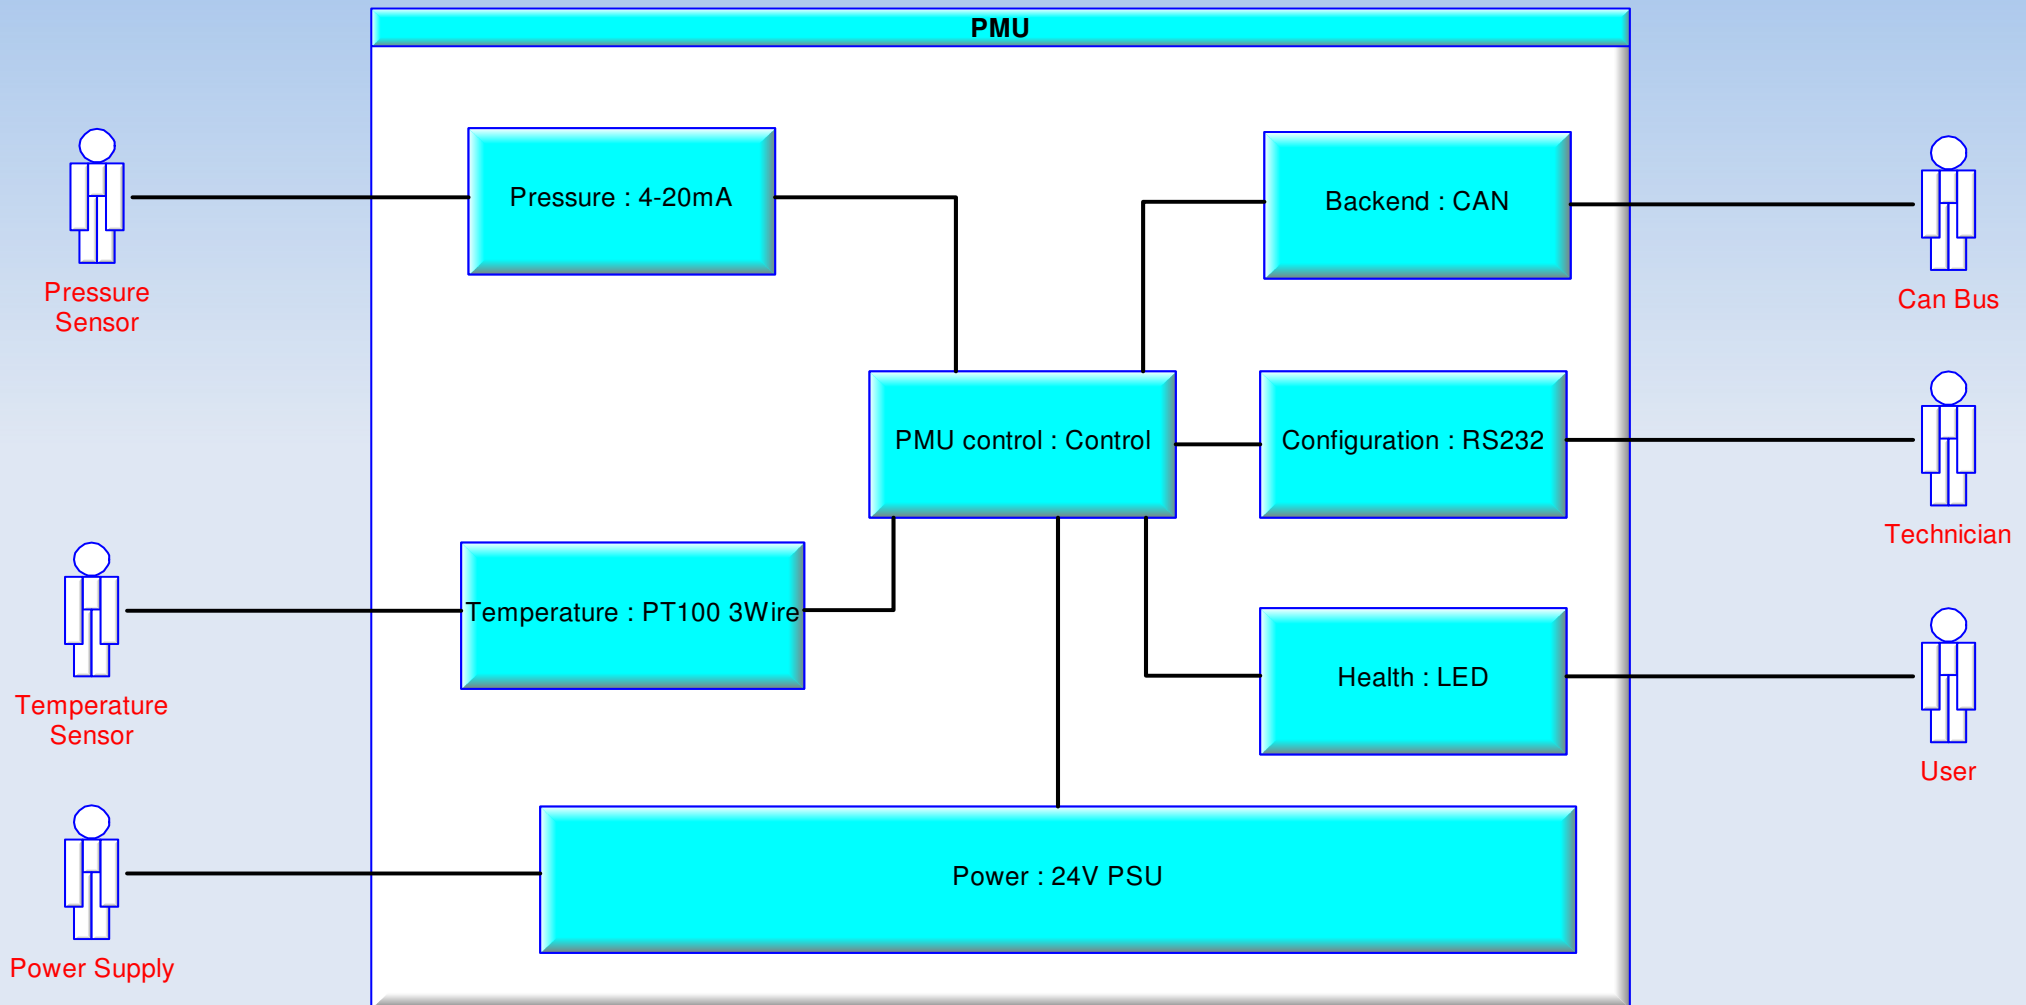 PMU
Pressure : 4-20mA
Backend : CAN
Pressure
Sensor
Can Bus
PMU control : Control
Configuration : RS232
Technician
Temperature : PT100 3Wire
Health : LED
Temperature
Sensor
User
Power : 24V PSU
Power Supply